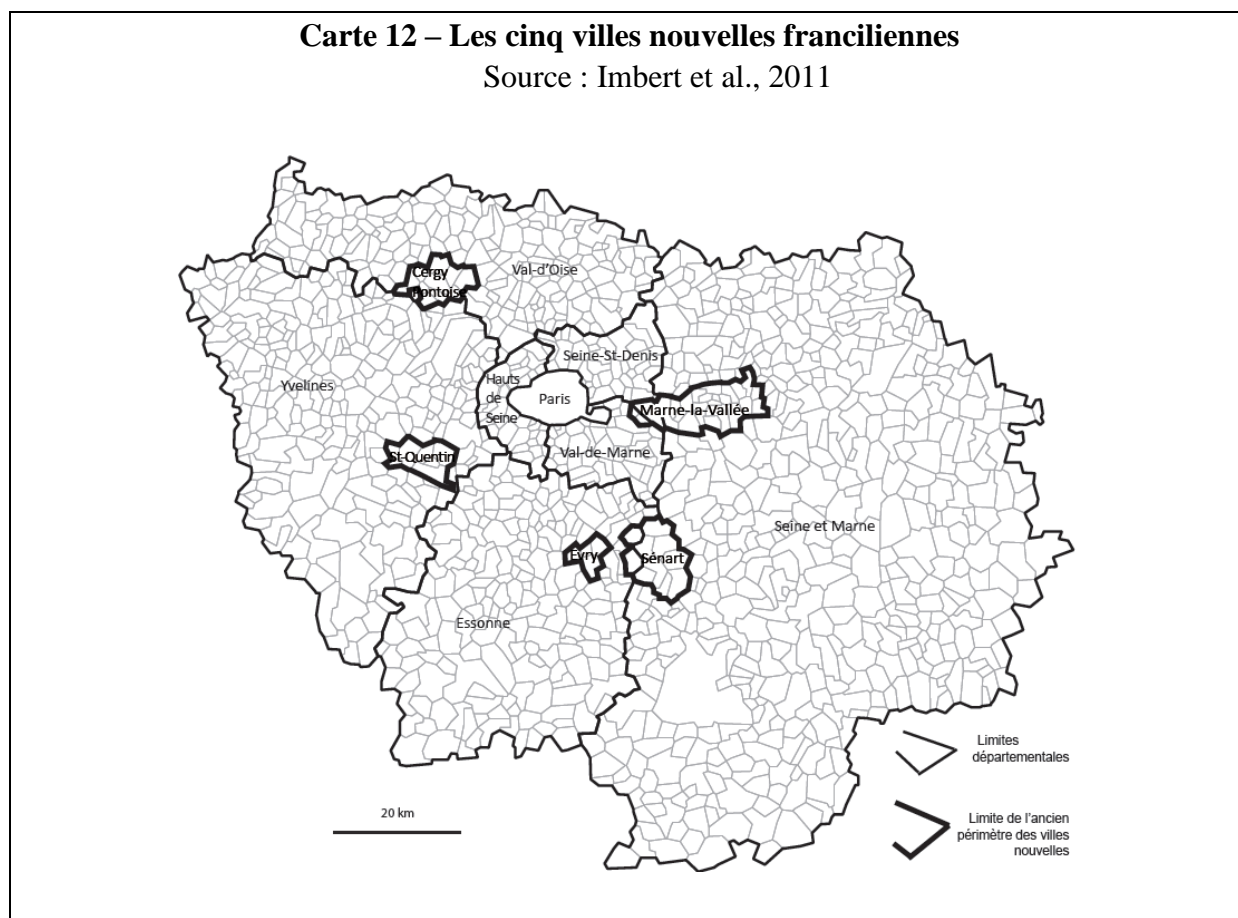 Carte 12 – Les cinq villes nouvelles franciliennes
Source : Imbert et al., 2011
Cergy
Pontoise
Val-d'Oise
Seine-St-Denis
Yvelines
Hauts
de
Seine
Paris
Marne-la-Vallée
St-Quentin
Val-de-Marne
Seine et Marne
Évry
Sénart
Essonne
Limites
départementales
20 km
Limite de l'ancien
périmètre des villes
nouvelles